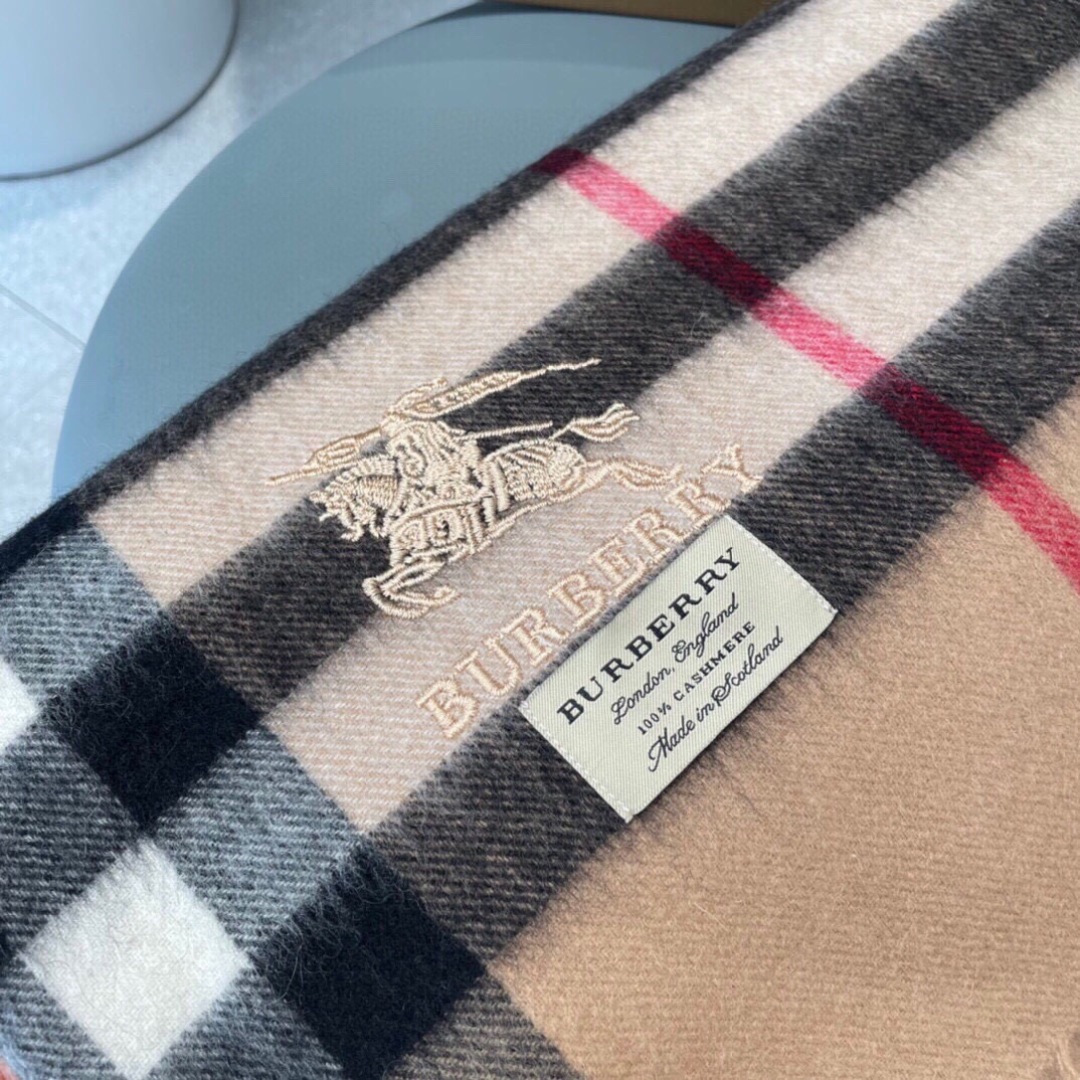 BURBERRY
BURBERRY
London, England
100% CASHMERE
Made in Scotland